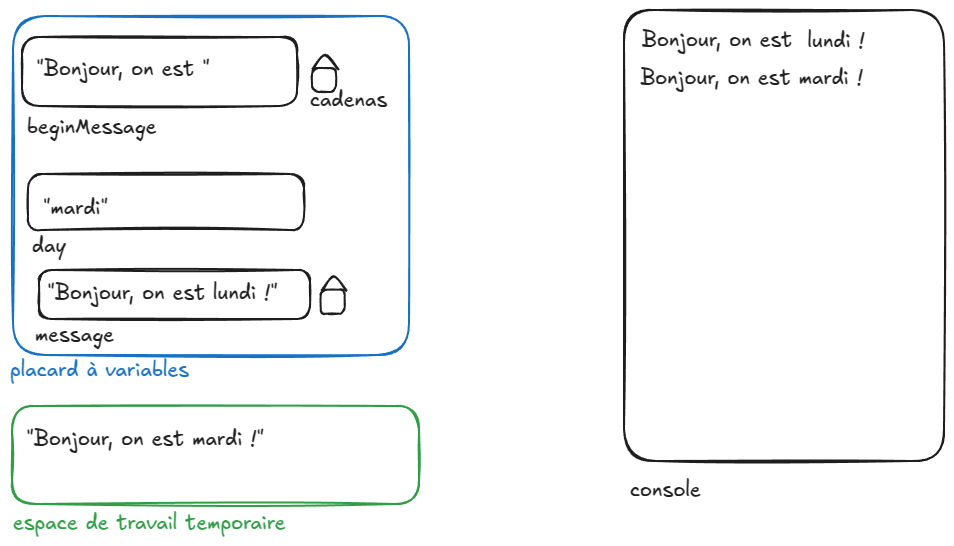 "Bonjour, on est "
cadenas
beginMessage
"mardi"
day
"Bonjour, on est lundi !"
message
placard à variables
"Bonjour, on est mardi !"
espace de travail temporaire
Bonjour, on est  lundi !
Bonjour, on est mardi !
console